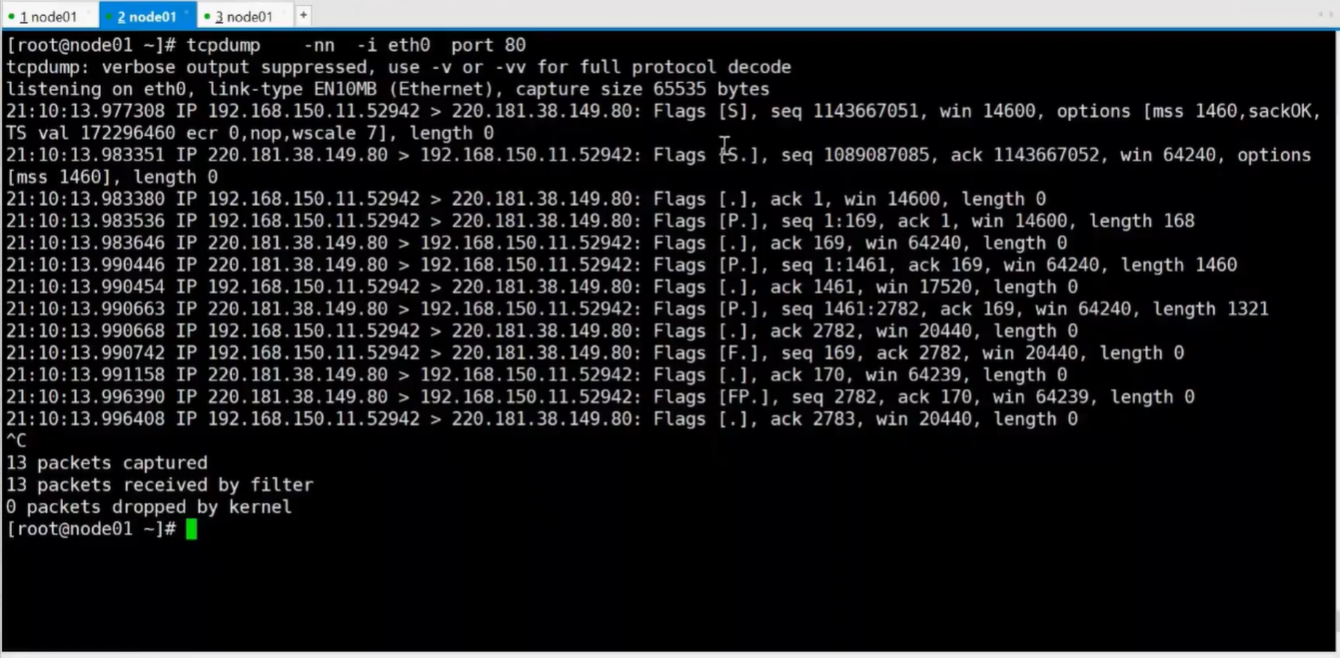 1 node01 2 node01 3 node01 +
[root@node01 ~]# tcpdump    -nn  -i eth0  port 80
tcpdump: verbose output suppressed, use -v or -vv for full protocol decode
listening on eth0, link-type EN10MB (Ethernet), capture size 65535 bytes
21:10:13.977308 IP 192.168.150.11.52942 > 220.181.38.149.80: Flags [S], seq 1143667051, win 14600, options [mss 1460,sackOK,
TS val 172296460 ecr 0,nop,wscale 7], length 0
21:10:13.983351 IP 220.181.38.149.80 > 192.168.150.11.52942: Flags [S.], seq 1089087085, ack 1143667052, win 64240, options
[mss 1460], length 0
21:10:13.983380 IP 192.168.150.11.52942 > 220.181.38.149.80: Flags [.], ack 1, win 14600, length 0
21:10:13.983536 IP 192.168.150.11.52942 > 220.181.38.149.80: Flags [P.], seq 1:169, ack 1, win 14600, length 168
21:10:13.983646 IP 220.181.38.149.80 > 192.168.150.11.52942: Flags [.], ack 169, win 64240, length 0
21:10:13.990446 IP 220.181.38.149.80 > 192.168.150.11.52942: Flags [P.], seq 1:1461, ack 169, win 64240, length 1460
21:10:13.990454 IP 192.168.150.11.52942 > 220.181.38.149.80: Flags [.], ack 1461, win 17520, length 0
21:10:13.990663 IP 220.181.38.149.80 > 192.168.150.11.52942: Flags [P.], seq 1461:2782, ack 169, win 64240, length 1321
21:10:13.990668 IP 192.168.150.11.52942 > 220.181.38.149.80: Flags [.], ack 2782, win 20440, length 0
21:10:13.990742 IP 192.168.150.11.52942 > 220.181.38.149.80: Flags [F.], seq 169, ack 2782, win 20440, length 0
21:10:13.991158 IP 220.181.38.149.80 > 192.168.150.11.52942: Flags [.], ack 170, win 64239, length 0
21:10:13.996390 IP 220.181.38.149.80 > 192.168.150.11.52942: Flags [FP.], seq 2782, ack 170, win 64239, length 0
21:10:13.996408 IP 192.168.150.11.52942 > 220.181.38.149.80: Flags [.], ack 2783, win 20440, length 0
^C
13 packets captured
13 packets received by filter
0 packets dropped by kernel
[root@node01 ~]#